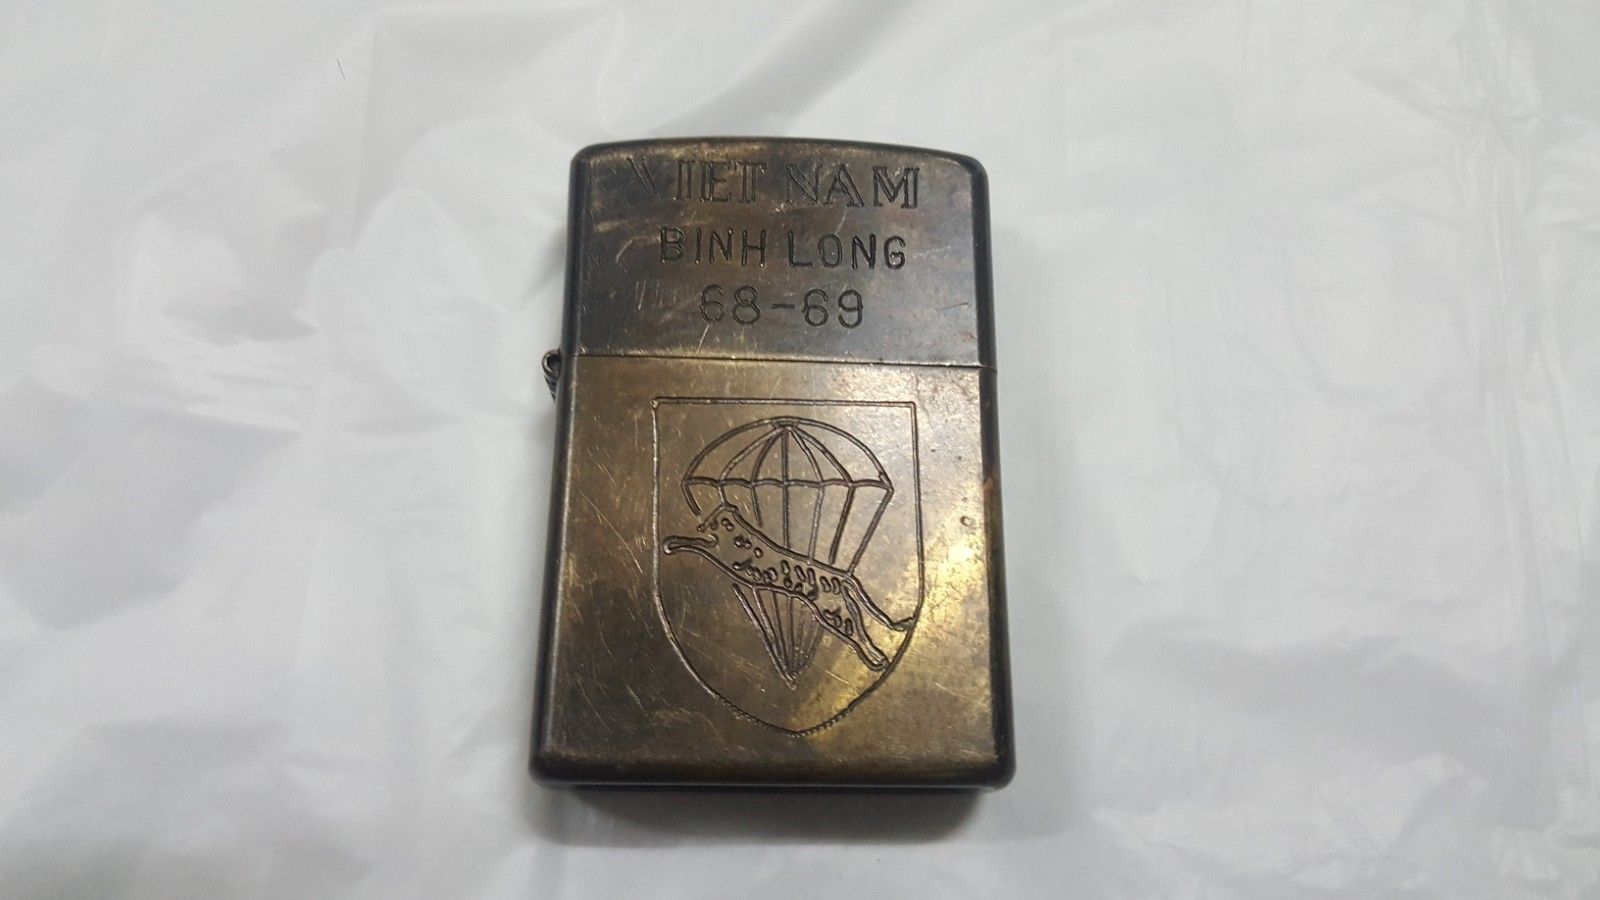 VIET NAM
BINH LONG
68-69